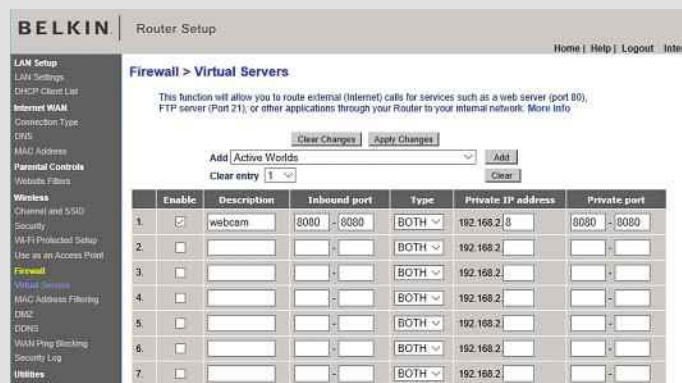 BELKIN Router Setup
Home | Help | Logout Inte
LAN Setup
LAN Settings
DHCP Client List
Internet WAN
Connection Type
DNS
MAC Address
Parental Controls
Website Filters
Wireless
Channel and SSID
Security
Wi-Fi Protected Setup
Use as an Access Point
Firewall
Virtual Servers
MAC Address Filtering
DMZ
DDNS
WAN Ping Blocking
Security Log
Utilities
Firewall > Virtual Servers
This function will allow you to route external (Internet) calls for services such as a web server (port 80),
FTP server (Port 21), or other applications through your Router to your internal network. More Info
Clear Changes Apply Changes
Add Active Worlds Add
Clear entry 1 Clear
Enable Description Inbound port Type Private IP address Private port
1. webcam 8080 - 8080 BOTH 192.168.2. 8 8080 - 8080
2. - BOTH 192.168.2. -
3. - BOTH 192.168.2. -
4. - BOTH 192.168.2. -
5. - BOTH 192.168.2. -
6. - BOTH 192.168.2. -
7. - BOTH 192.168.2. -